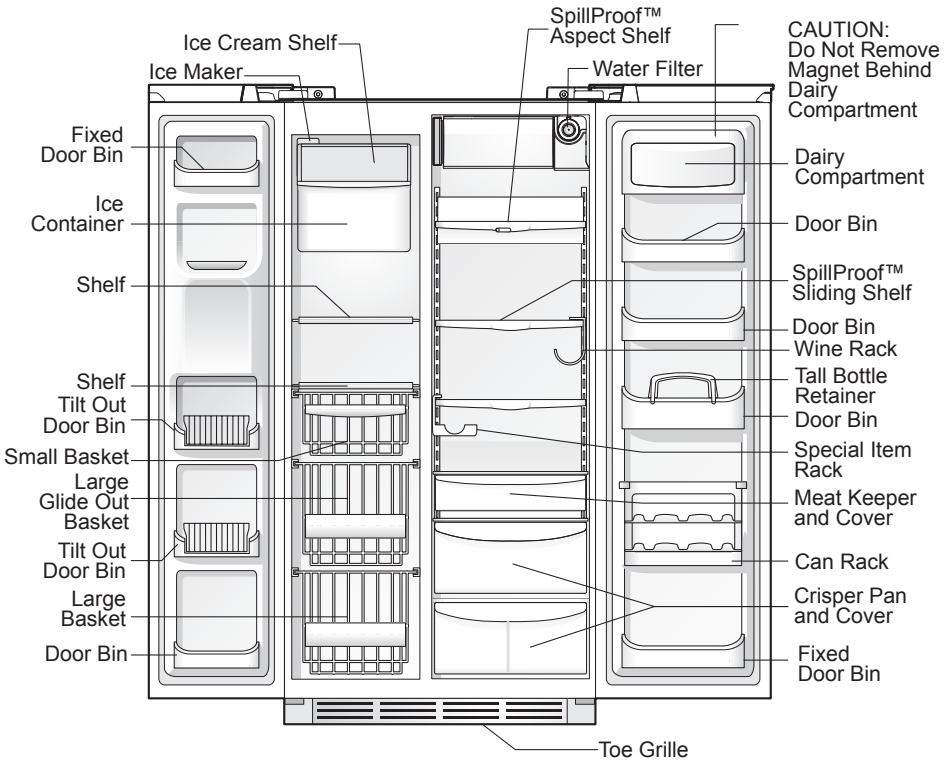 SpillProof™
Aspect Shelf
Ice Cream Shelf
Ice Maker
Water Filter
CAUTION:
Do Not Remove
Magnet Behind
Dairy
Compartment
Fixed
Door Bin
Ice
Container
Shelf
Shelf
Tilt Out
Door Bin
Small Basket
Large
Glide Out
Basket
Tilt Out
Door Bin
Large
Basket
Door Bin
Dairy
Compartment
Door Bin
SpillProof™
Sliding Shelf
Door Bin
Wine Rack
Tall Bottle
Retainer
Door Bin
Special Item
Rack
Meat Keeper
and Cover
Can Rack
Crisper Pan
and Cover
Fixed
Door Bin
Toe Grille